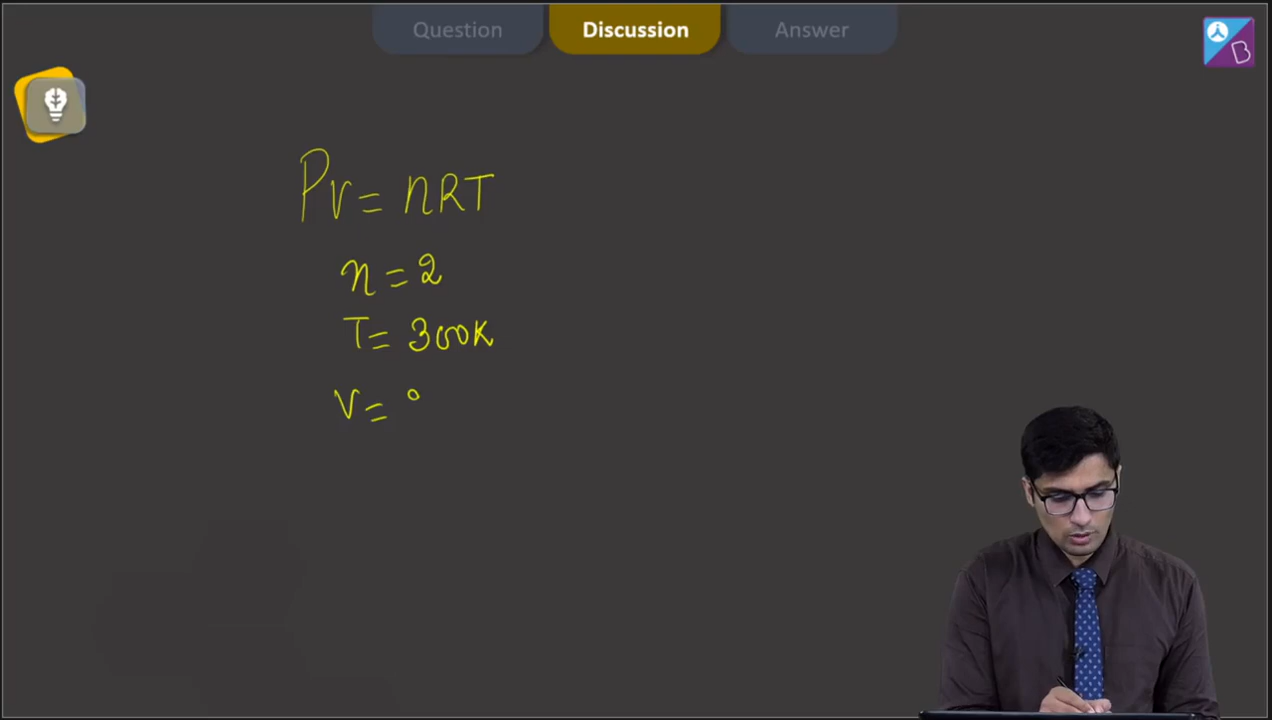 Question Discussion Answer
B
PV = nRT
n = 2
T = 300K
V = 0